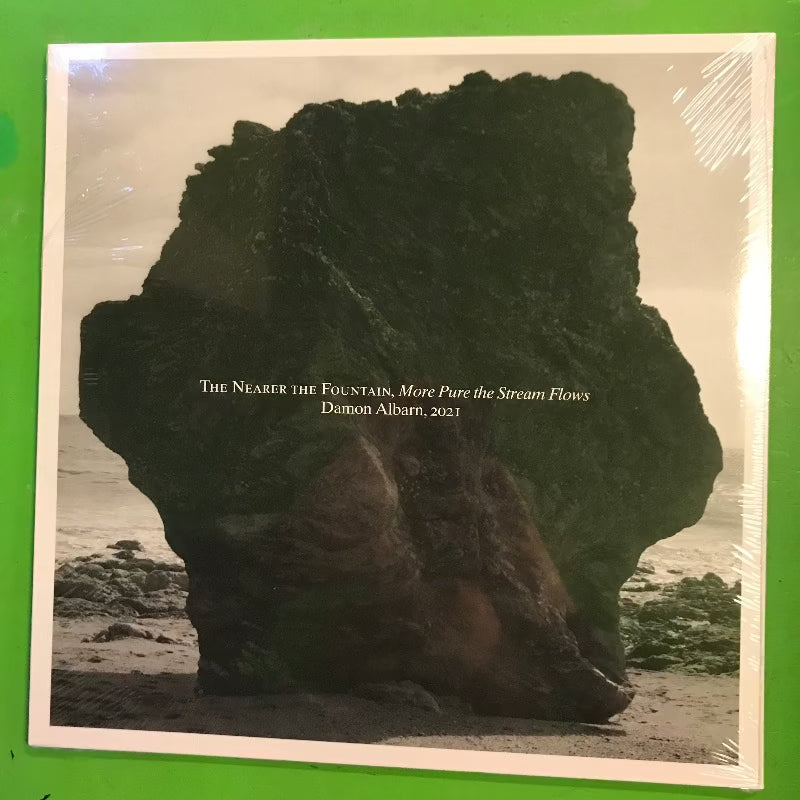 The Nearer the Fountain, More Pure the Stream Flows
Damon Albarn, 2021